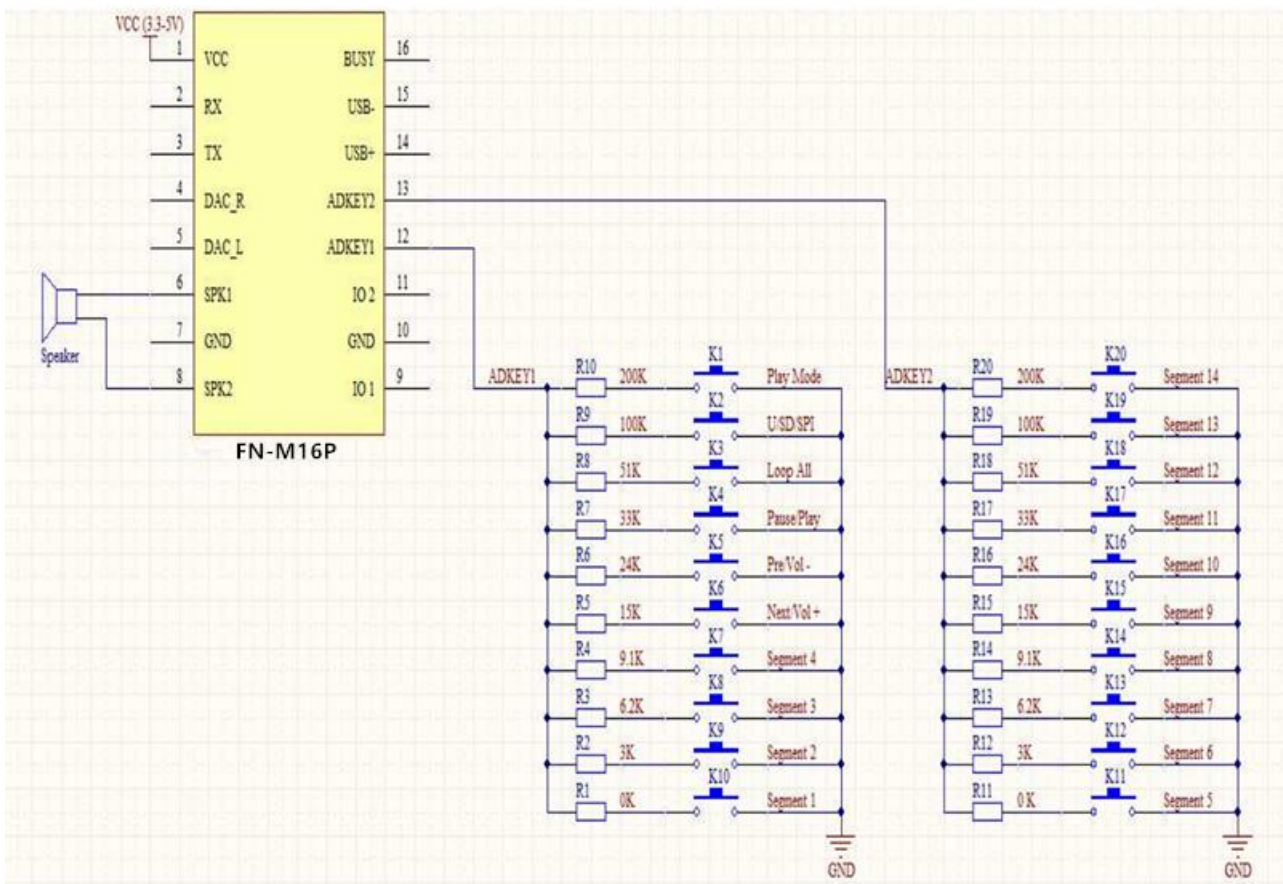 VCC (3.3-5V)
1 VCC BUSY 16
2 RX USB- 15
3 TX USB+ 14
4 DAC_R ADKEY2 13
5 DAC_L ADKEY1 12
6 SPK1 IO 2 11
7 GND GND 10
8 SPK2 IO 1 9
Speaker
FN-M16P
ADKEY1 R10 200K K1 Play Mode
R9 100K K2 U/SD/SPI
R8 51K K3 Loop All
R7 33K K4 Pause/Play
R6 24K K5 Pre/Vol -
R5 15K K6 Next/Vol +
R4 9.1K K7 Segment 4
R3 6.2K K8 Segment 3
R2 3K K9 Segment 2
R1 0K K10 Segment 1
GND
ADKEY2 R20 200K K20 Segment 14
R19 100K K19 Segment 13
R18 51K K18 Segment 12
R17 33K K17 Segment 11
R16 24K K16 Segment 10
R15 15K K15 Segment 9
R14 9.1K K14 Segment 8
R13 6.2K K13 Segment 7
R12 3K K12 Segment 6
R11 0 K K11 Segment 5
GND